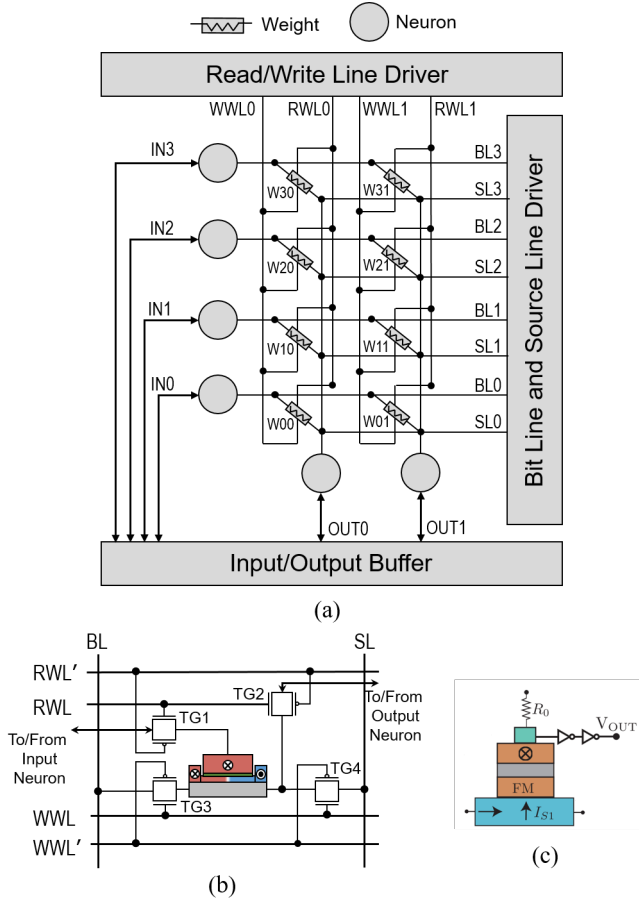 Weight
Neuron
Read/Write Line Driver
WWL0
RWL0
WWL1
RWL1
IN3
W30
W31
BL3
SL3
IN2
W20
W21
BL2
SL2
IN1
W10
W11
BL1
SL1
IN0
W00
W01
BL0
SL0
Bit Line and Source Line Driver
OUT0
OUT1
Input/Output Buffer
(a)
BL
SL
RWL′
RWL
TG2
To/From
Output
Neuron
TG1
To/From
Input
Neuron
TG4
TG3
WWL
WWL′
(b)
R0
VOUT
FM
IS1
(c)